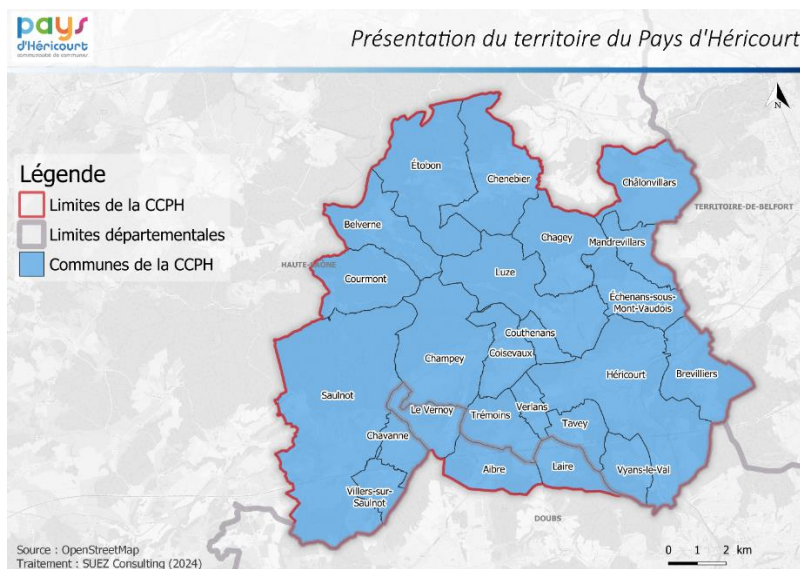 pays
d'Héricourt
communauté de communes
Présentation du territoire du Pays d'Héricourt
N
Légende
Limites de la CCPH
Limites départementales
Communes de la CCPH
Étobon
Chenebier
Châlonvillars
TERRITOIRE-DE-BELFORT
Belverne
Chagey
Mandrevillars
HAUTE-SAÔNE
Courmont
Luze
Échenans-sous-
Mont-Vaudois
Couthenans
Coisevaux
Champey
Héricourt
Brevilliers
Saulnot
Le Vernoy
Trémoins
Verlans
Tavey
Chavanne
Aibre
Laire
Vyans-le-Val
Villers-sur-
Saulnot
DOUBS
Source : OpenStreetMap
Traitement : SUEZ Consulting (2024)
0 1 2 km